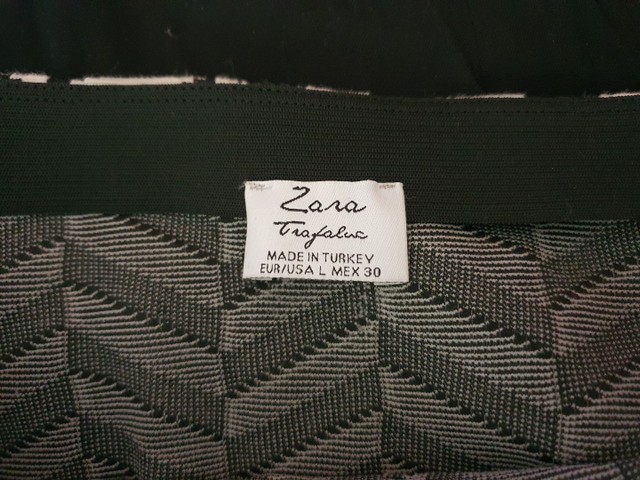 Zara
Trafaluc
MADE IN TURKEY
EUR/USA L MEX 30